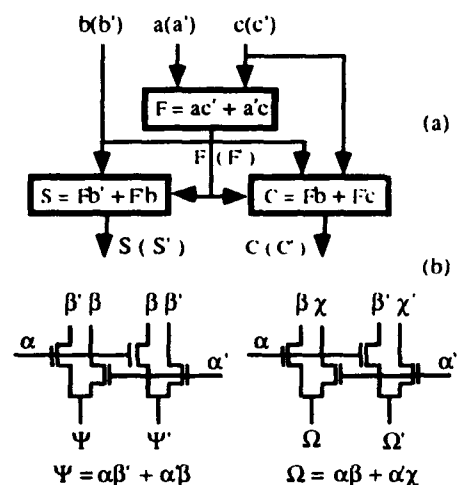 b(b') a(a') c(c')
F = ac' + a'c
(a)
F (F')
S = Fb' + F'b
C = Fb + F'c
S ( S' )
C ( C' )
(b)
β' β β β' β χ β' χ'
α α' α α'
Ψ Ψ' Ω Ω'
Ψ = αβ' + α'β
Ω = αβ + α'χ